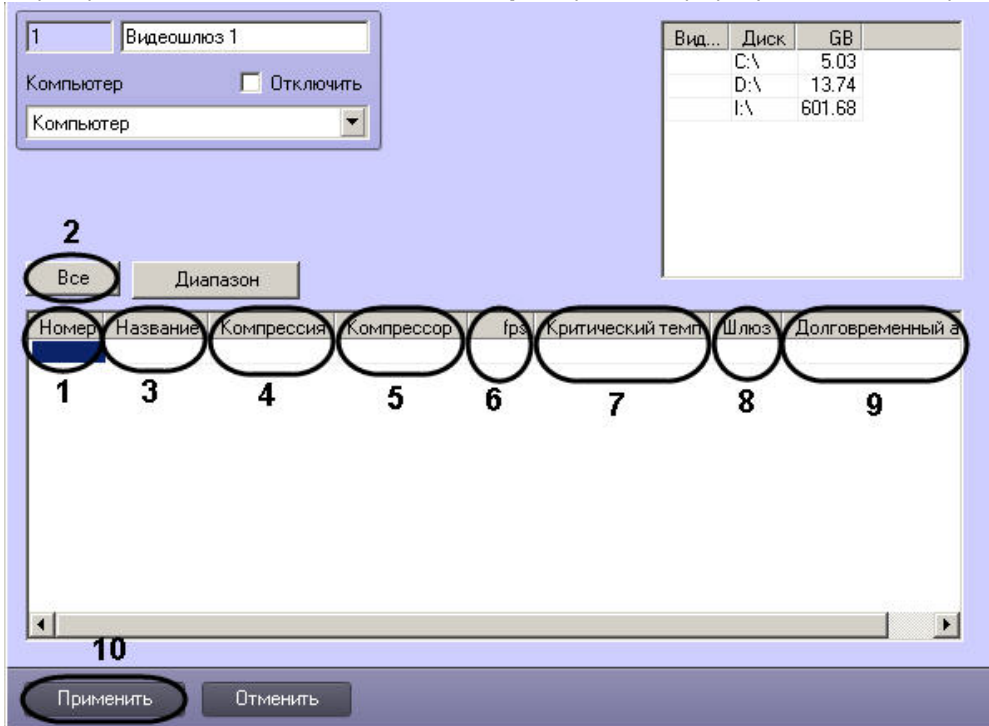 1 Видеошлюз 1
Компьютер Отключить
Компьютер
Вид... Диск GB
C:\ 5.03
D:\ 13.74
I:\ 601.68
2
Все Диапазон
Номер Название Компрессия Компрессор fps Критический темп Шлюз Долговременный а
1 3 4 5 6 7 8 9
10
Применить Отменить